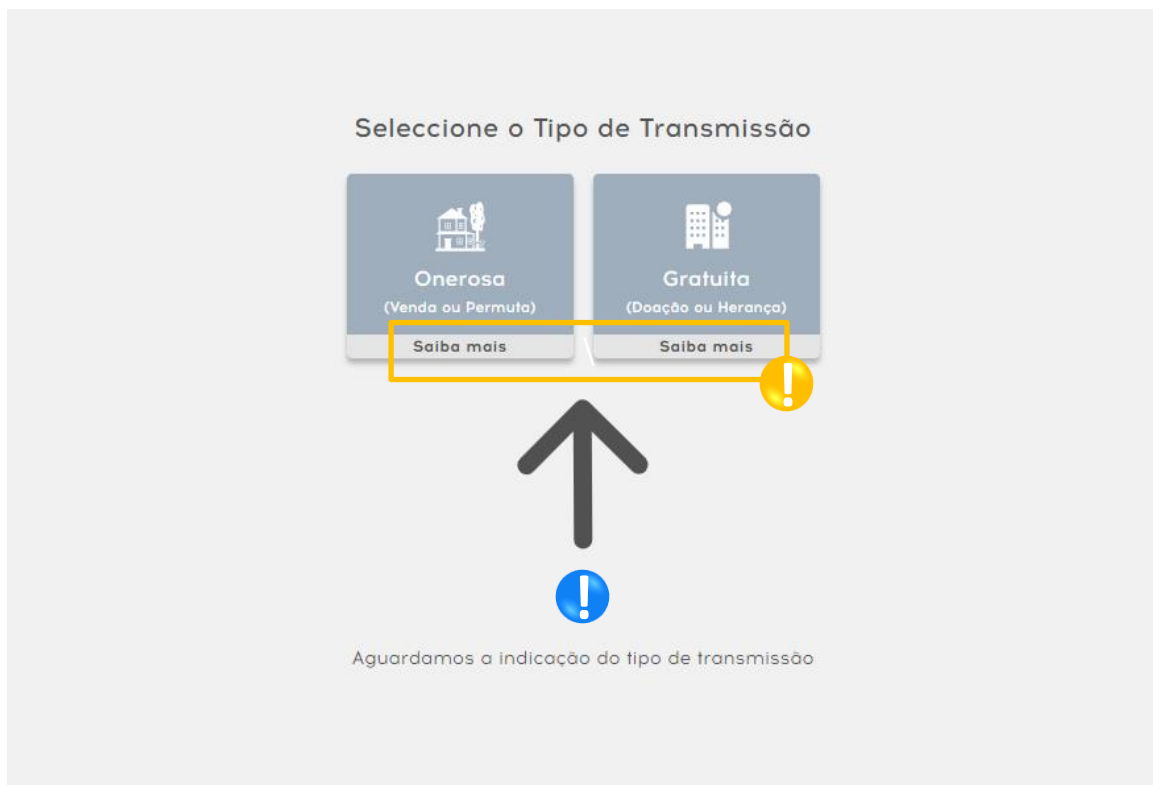 Seleccione o Tipo de Transmissão
Onerosa
(Venda ou Permuta)
Saiba mais
Gratuita
(Doação ou Herança)
Saiba mais
!
!
Aguardamos a indicação do tipo de transmissão